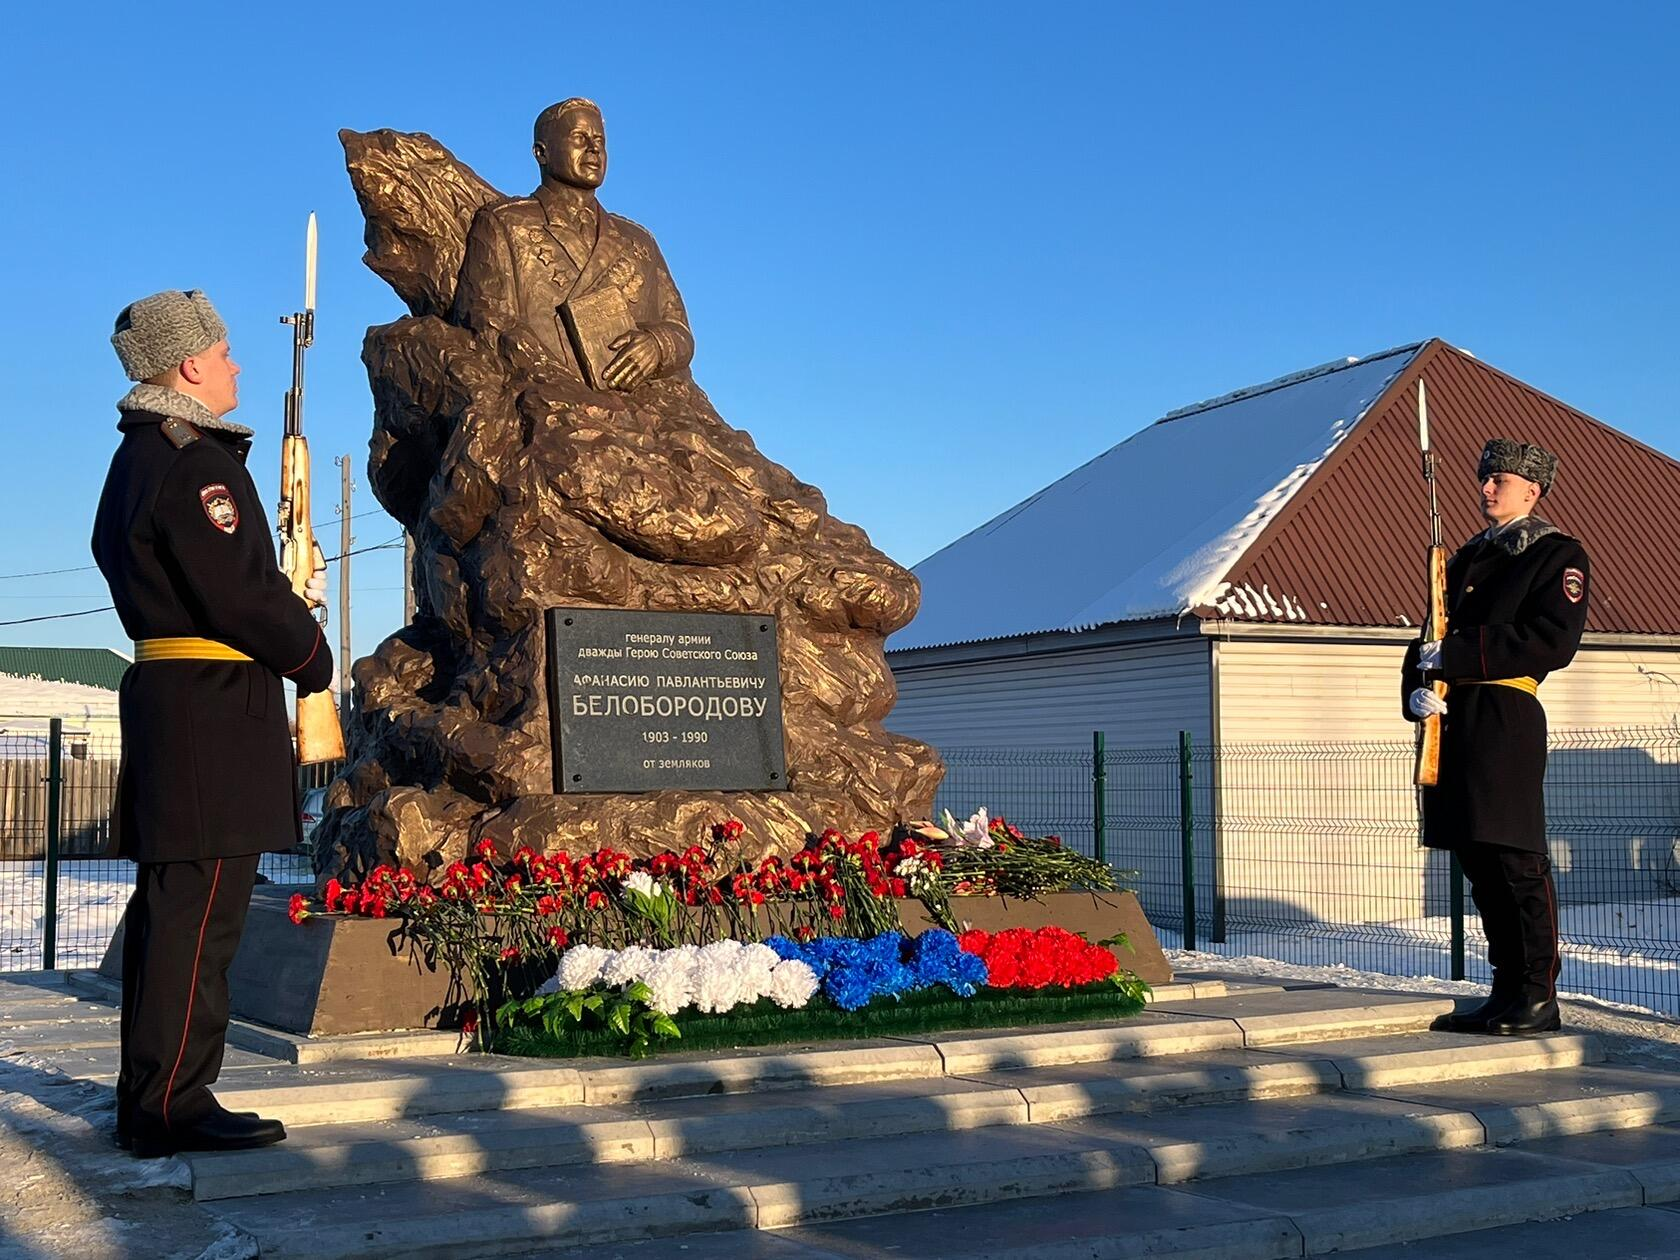 генералу армии
дважды Герою Советского Союза
АФАНАСИЮ ПАВЛАНТЬЕВИЧУ
БЕЛОБОРОДОВУ
1903 - 1990
от земляков